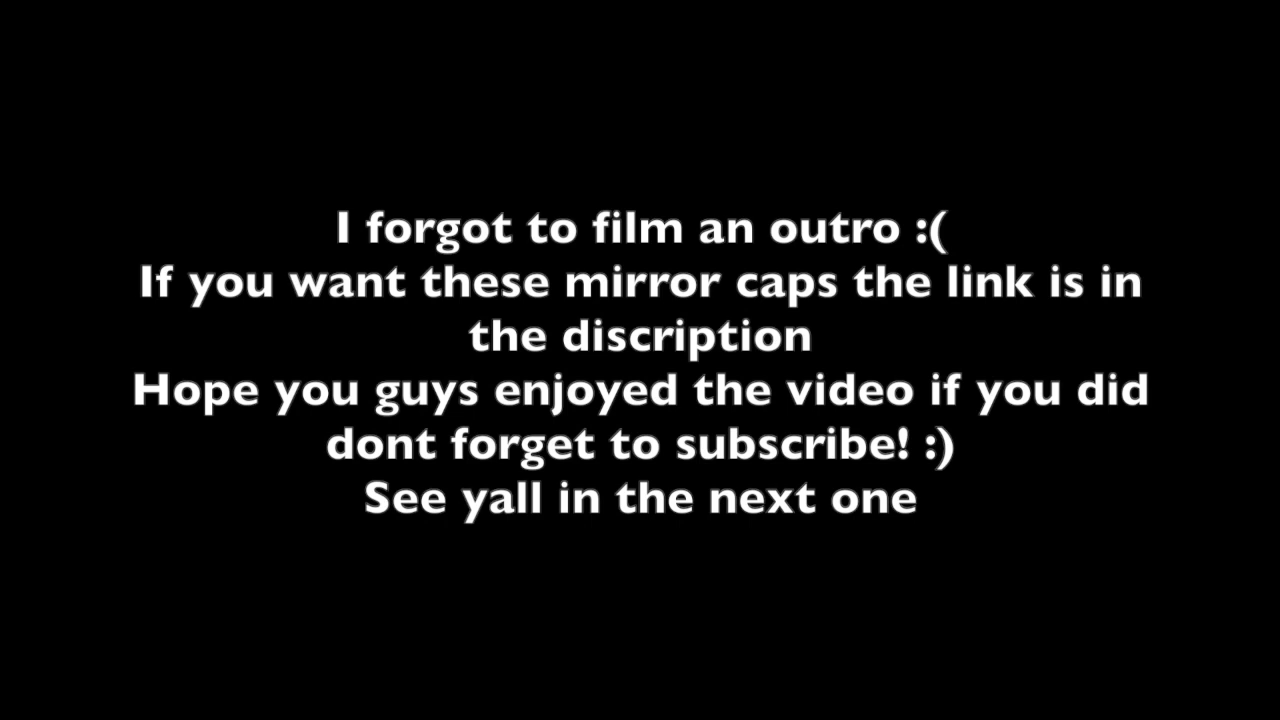 I forgot to film an outro :(
If you want these mirror caps the link is in
the discription
Hope you guys enjoyed the video if you did
dont forget to subscribe! :)
See yall in the next one